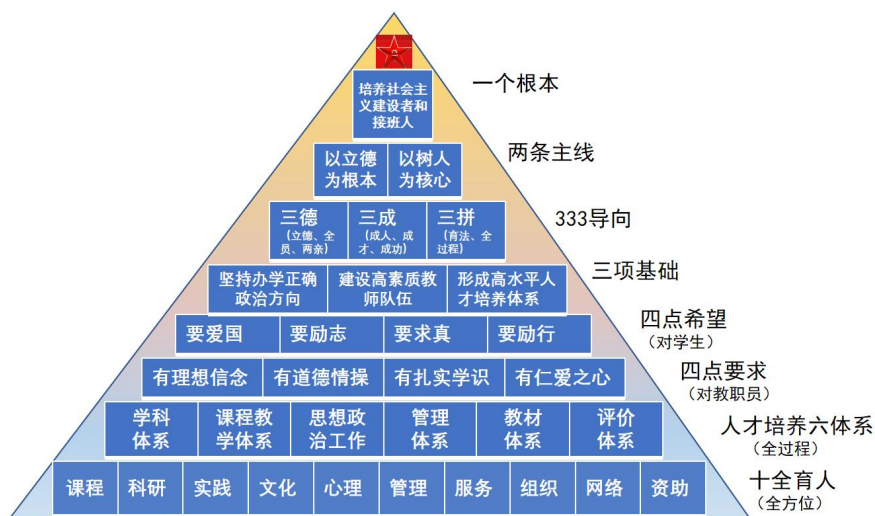 培养社会主
义建设者和
接班人
一个根本
以立德
为根本
以树人
为核心
两条主线
三德
(立德、全
员、两亲)
三成
(成人、成
才、成功)
三拼
(育法、全
过程)
333导向
坚持办学正确
政治方向
建设高素质教
师队伍
形成高水平人
才培养体系
三项基础
要爱国
要励志
要求真
要励行
四点希望
(对学生)
有理想信念
有道德情操
有扎实学识
有仁爱之心
四点要求
(对教职员)
学科
体系
课程教
学体系
思想政
治工作
管理
体系
教材
体系
评价
体系
人才培养六体系
(全过程)
课程
科研
实践
文化
心理
管理
服务
组织
网络
资助
十全育人
(全方位)